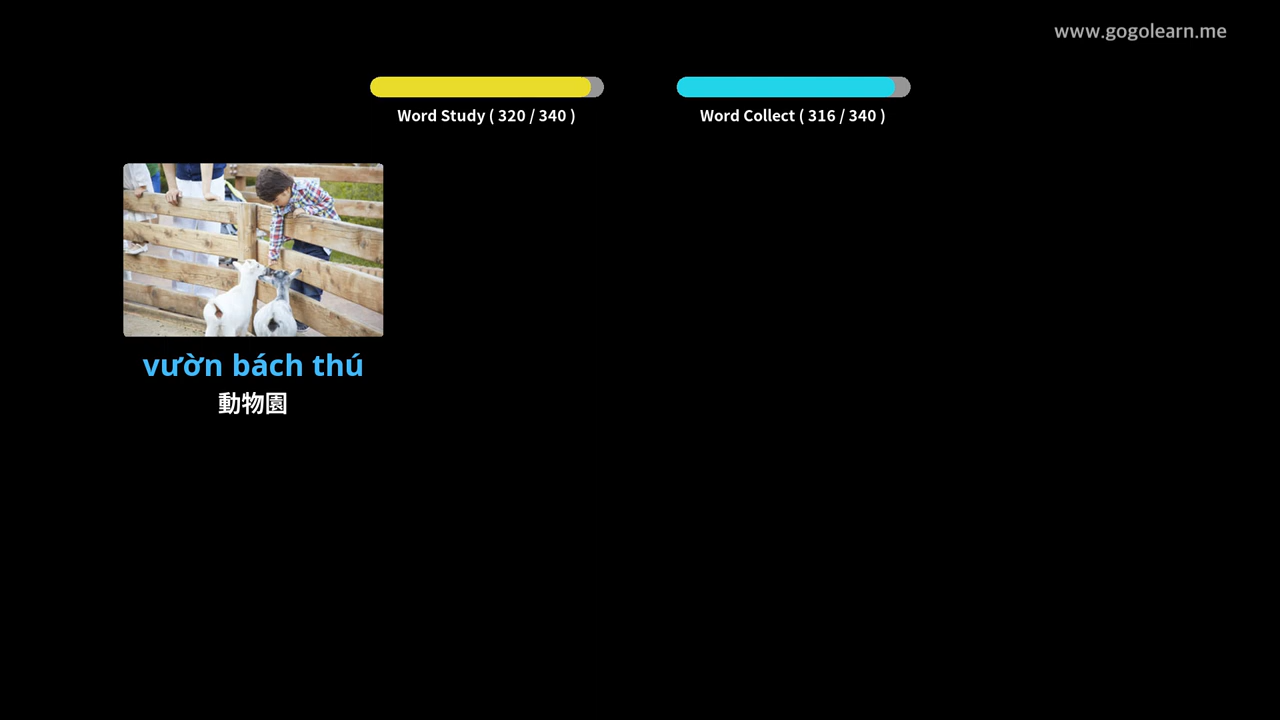 www.gogolearn.me
Word Study ( 320 / 340 )
Word Collect ( 316 / 340 )
vườn bách thú
動物園